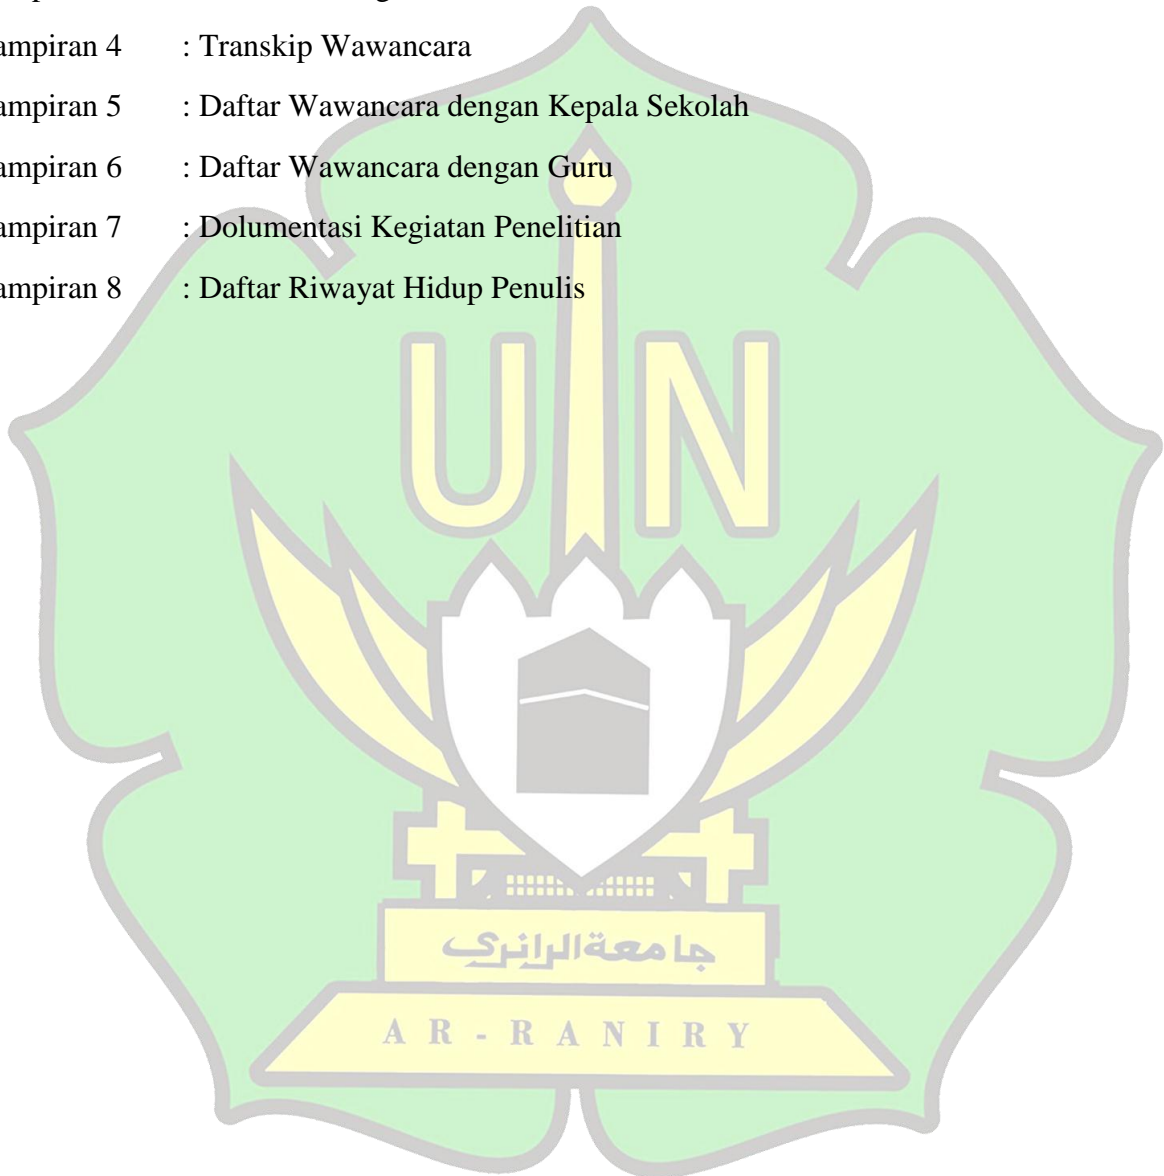 ampiran 4 : Transkip Wawancara
ampiran 5 : Daftar Wawancara dengan Kepala Sekolah
ampiran 6 : Daftar Wawancara dengan Guru
ampiran 7 : Dolumentasi Kegiatan Penelitian
ampiran 8 : Daftar Riwayat Hidup Penulis
UIN
جامعة الرانري
AR-RANIRY